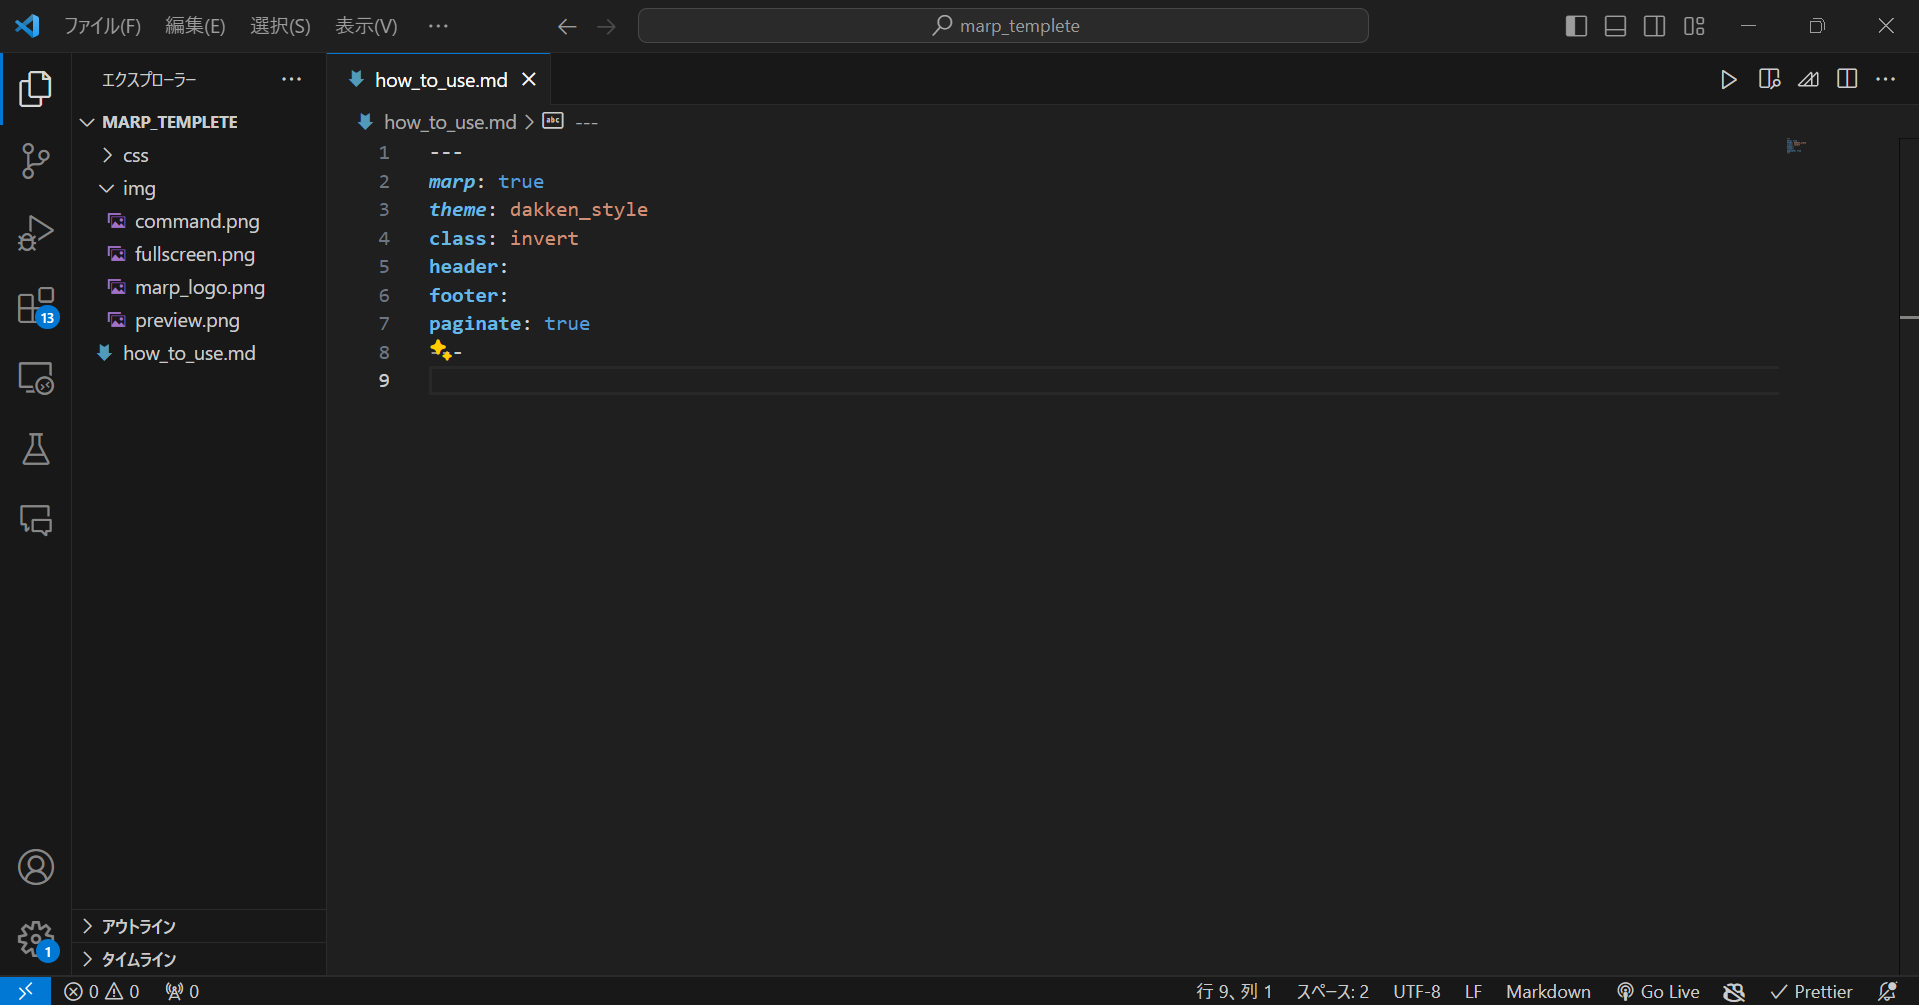 ファイル(F) 編集(E) 選択(S) 表示(V) ··· marp_templete
エクスプローラー ···
MARP_TEMPLETE
css
img
command.png
fullscreen.png
marp_logo.png
preview.png
how_to_use.md
13
1
アウトライン
タイムライン
how_to_use.md
how_to_use.md > abc ---
1 ---
2 marp: true
3 theme: dakken_style
4 class: invert
5 header:
6 footer:
7 paginate: true
8 --
9
0 0 0 行 9、列 1 スペース: 2 UTF-8 LF Markdown Go Live Prettier